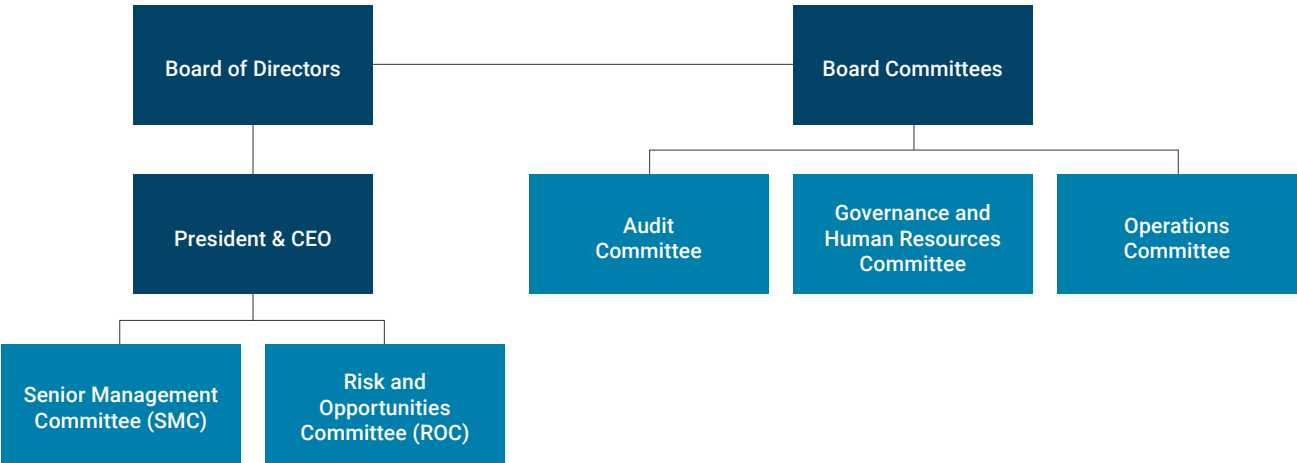 Board of Directors
Board Committees
President & CEO
Audit
Committee
Governance and
Human Resources
Committee
Operations
Committee
Senior Management
Committee (SMC)
Risk and
Opportunities
Committee (ROC)